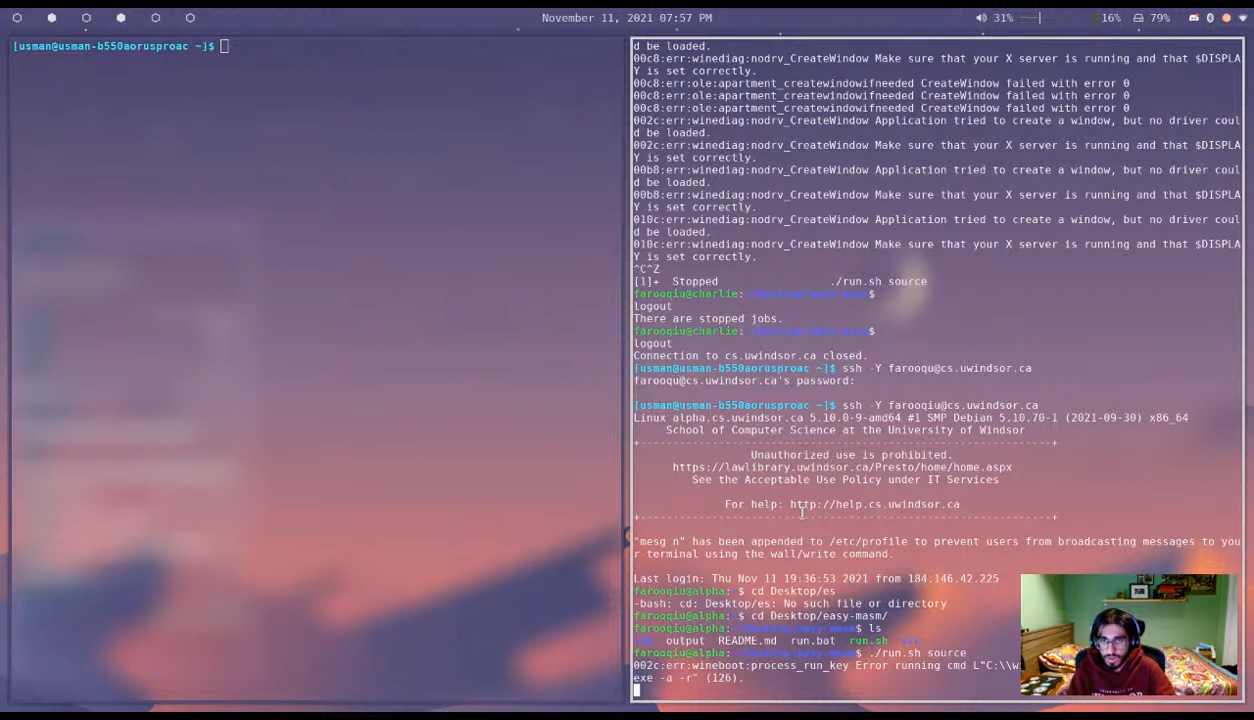 November 11, 2021 07:57 PM
31%
16%
79%
[usman@usman-b550aorusproac ~]$
d be loaded.
00c8:err:winediag:nodrv_CreateWindow Make sure that your X server is running and that $DISPLA
Y is set correctly.
00c8:err:ole:apartment_createwindowifneeded CreateWindow failed with error 0
00c8:err:ole:apartment_createwindowifneeded CreateWindow failed with error 0
00c8:err:ole:apartment_createwindowifneeded CreateWindow failed with error 0
002c:err:winediag:nodrv_CreateWindow Application tried to create a window, but no driver coul
d be loaded.
002c:err:winediag:nodrv_CreateWindow Make sure that your X server is running and that $DISPLA
Y is set correctly.
00b8:err:winediag:nodrv_CreateWindow Application tried to create a window, but no driver coul
d be loaded.
00b8:err:winediag:nodrv_CreateWindow Make sure that your X server is running and that $DISPLA
Y is set correctly.
010c:err:winediag:nodrv_CreateWindow Application tried to create a window, but no driver coul
d be loaded.
010c:err:winediag:nodrv_CreateWindow Make sure that your X server is running and that $DISPLA
Y is set correctly.
^C^Z
[1]+  Stopped                 ./run.sh source
farooqiu@charlie: $
logout
There are stopped jobs.
farooqiu@charlie: $
logout
Connection to cs.uwindsor.ca closed.
[usman@usman-b550aorusproac ~]$ ssh -Y farooqu@cs.uwindsor.ca
farooqu@cs.uwindsor.ca's password:
[usman@usman-b550aorusproac ~]$ ssh -Y farooqiu@cs.uwindsor.ca
Linux alpha.cs.uwindsor.ca 5.10.0-9-amd64 #1 SMP Debian 5.10.70-1 (2021-09-30) x86_64
School of Computer Science at the University of Windsor
Unauthorized use is prohibited.
https://lawlibrary.uwindsor.ca/Presto/home/home.aspx
See the Acceptable Use Policy under IT Services
For help: http://help.cs.uwindsor.ca
"mesg n" has been appended to /etc/profile to prevent users from broadcasting messages to you
r terminal using the wall/write command.
Last login: Thu Nov 11 19:36:53 2021 from 184.146.42.225
farooqiu@alpha: $ cd Desktop/es
-bash: cd: Desktop/es: No such file or directory
farooqiu@alpha: $ cd Desktop/easy-masm/
farooqiu@alpha: $ ls
output  README.md  run.bat  run.sh
farooqiu@alpha: $ ./run.sh source
002c:err:wineboot:process_run_key Error running cmd L"C:\\w
exe -a -r" (126).